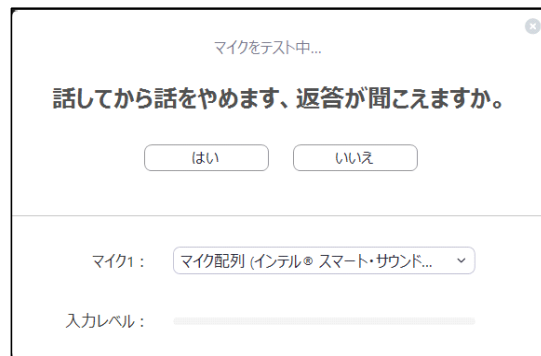 マイクをテスト中...
話してから話をやめます、返答が聞こえますか。
はい いいえ
マイク1： マイク配列 (インテル® スマート・サウンド...
入力レベル：